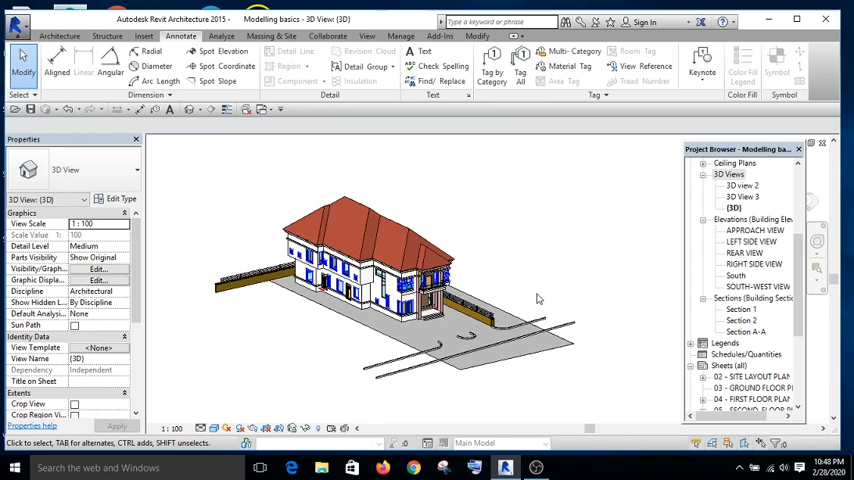 Autodesk Revit Architecture 2015 - Modelling basics - 3D View: {3D}
Type a keyword or phrase
Sign In
Architecture Structure Insert Annotate Analyze Massing & Site Collaborate View Manage Add-Ins Modify
Modify
Aligned Linear Angular
Radial
Diameter
Arc Length
Spot Elevation
Spot Coordinate
Spot Slope
Detail Line
Region
Component
Revision Cloud
Detail Group
Insulation
Text
Check Spelling
Find/ Replace
Tag by
Category
Tag
All
Multi- Category
Material Tag
Area Tag
Room Tag
View Reference
Tread Number
Keynote
Color Fill
Legend
Symbol
Select Dimension Detail Text Tag Color Fill Symbol
Properties
3D View
3D View: {3D} Edit Type
Graphics
View Scale 1 : 100
Scale Value 1: 100
Detail Level Medium
Parts Visibility Show Original
Visibility/Graph... Edit...
Graphic Displa... Edit...
Discipline Architectural
Show Hidden L... By Discipline
Default Analysi... None
Sun Path
Identity Data
View Template <None>
View Name {3D}
Dependency Independent
Title on Sheet
Extents
Crop View
Crop Region V...
Properties help Apply
Project Browser - Modelling ba...
Ceiling Plans
3D Views
3D view 2
3D View 3
{3D}
Elevations (Building Elev
APPROACH VIEW
LEFT SIDE VIEW
REAR VIEW
RIGHT SIDE VIEW
South
SOUTH-WEST VIEW
Sections (Building Section
Section 1
Section 2
Section A-A
Legends
Schedules/Quantities
Sheets (all)
02 - SITE LAYOUT PLAN
03 - GROUND FLOOR P
04 - FIRST FLOOR PLAN
05 - SECOND FLOOR P
1 : 100
Click to select, TAB for alternates, CTRL adds, SHIFT unselects.
:0
Main Model
:0
Search the web and Windows
10:48 PM
2/28/2020